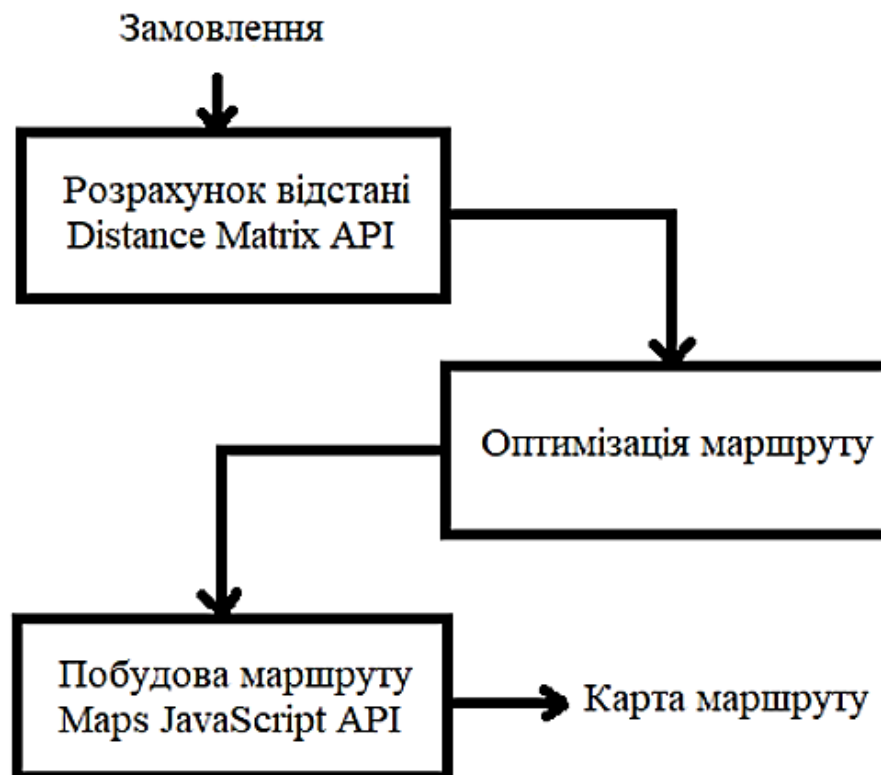 Замовлення
Розрахунок відстані
Distance Matrix API
Оптимізація маршруту
Побудова маршруту
Maps JavaScript API
Карта маршруту